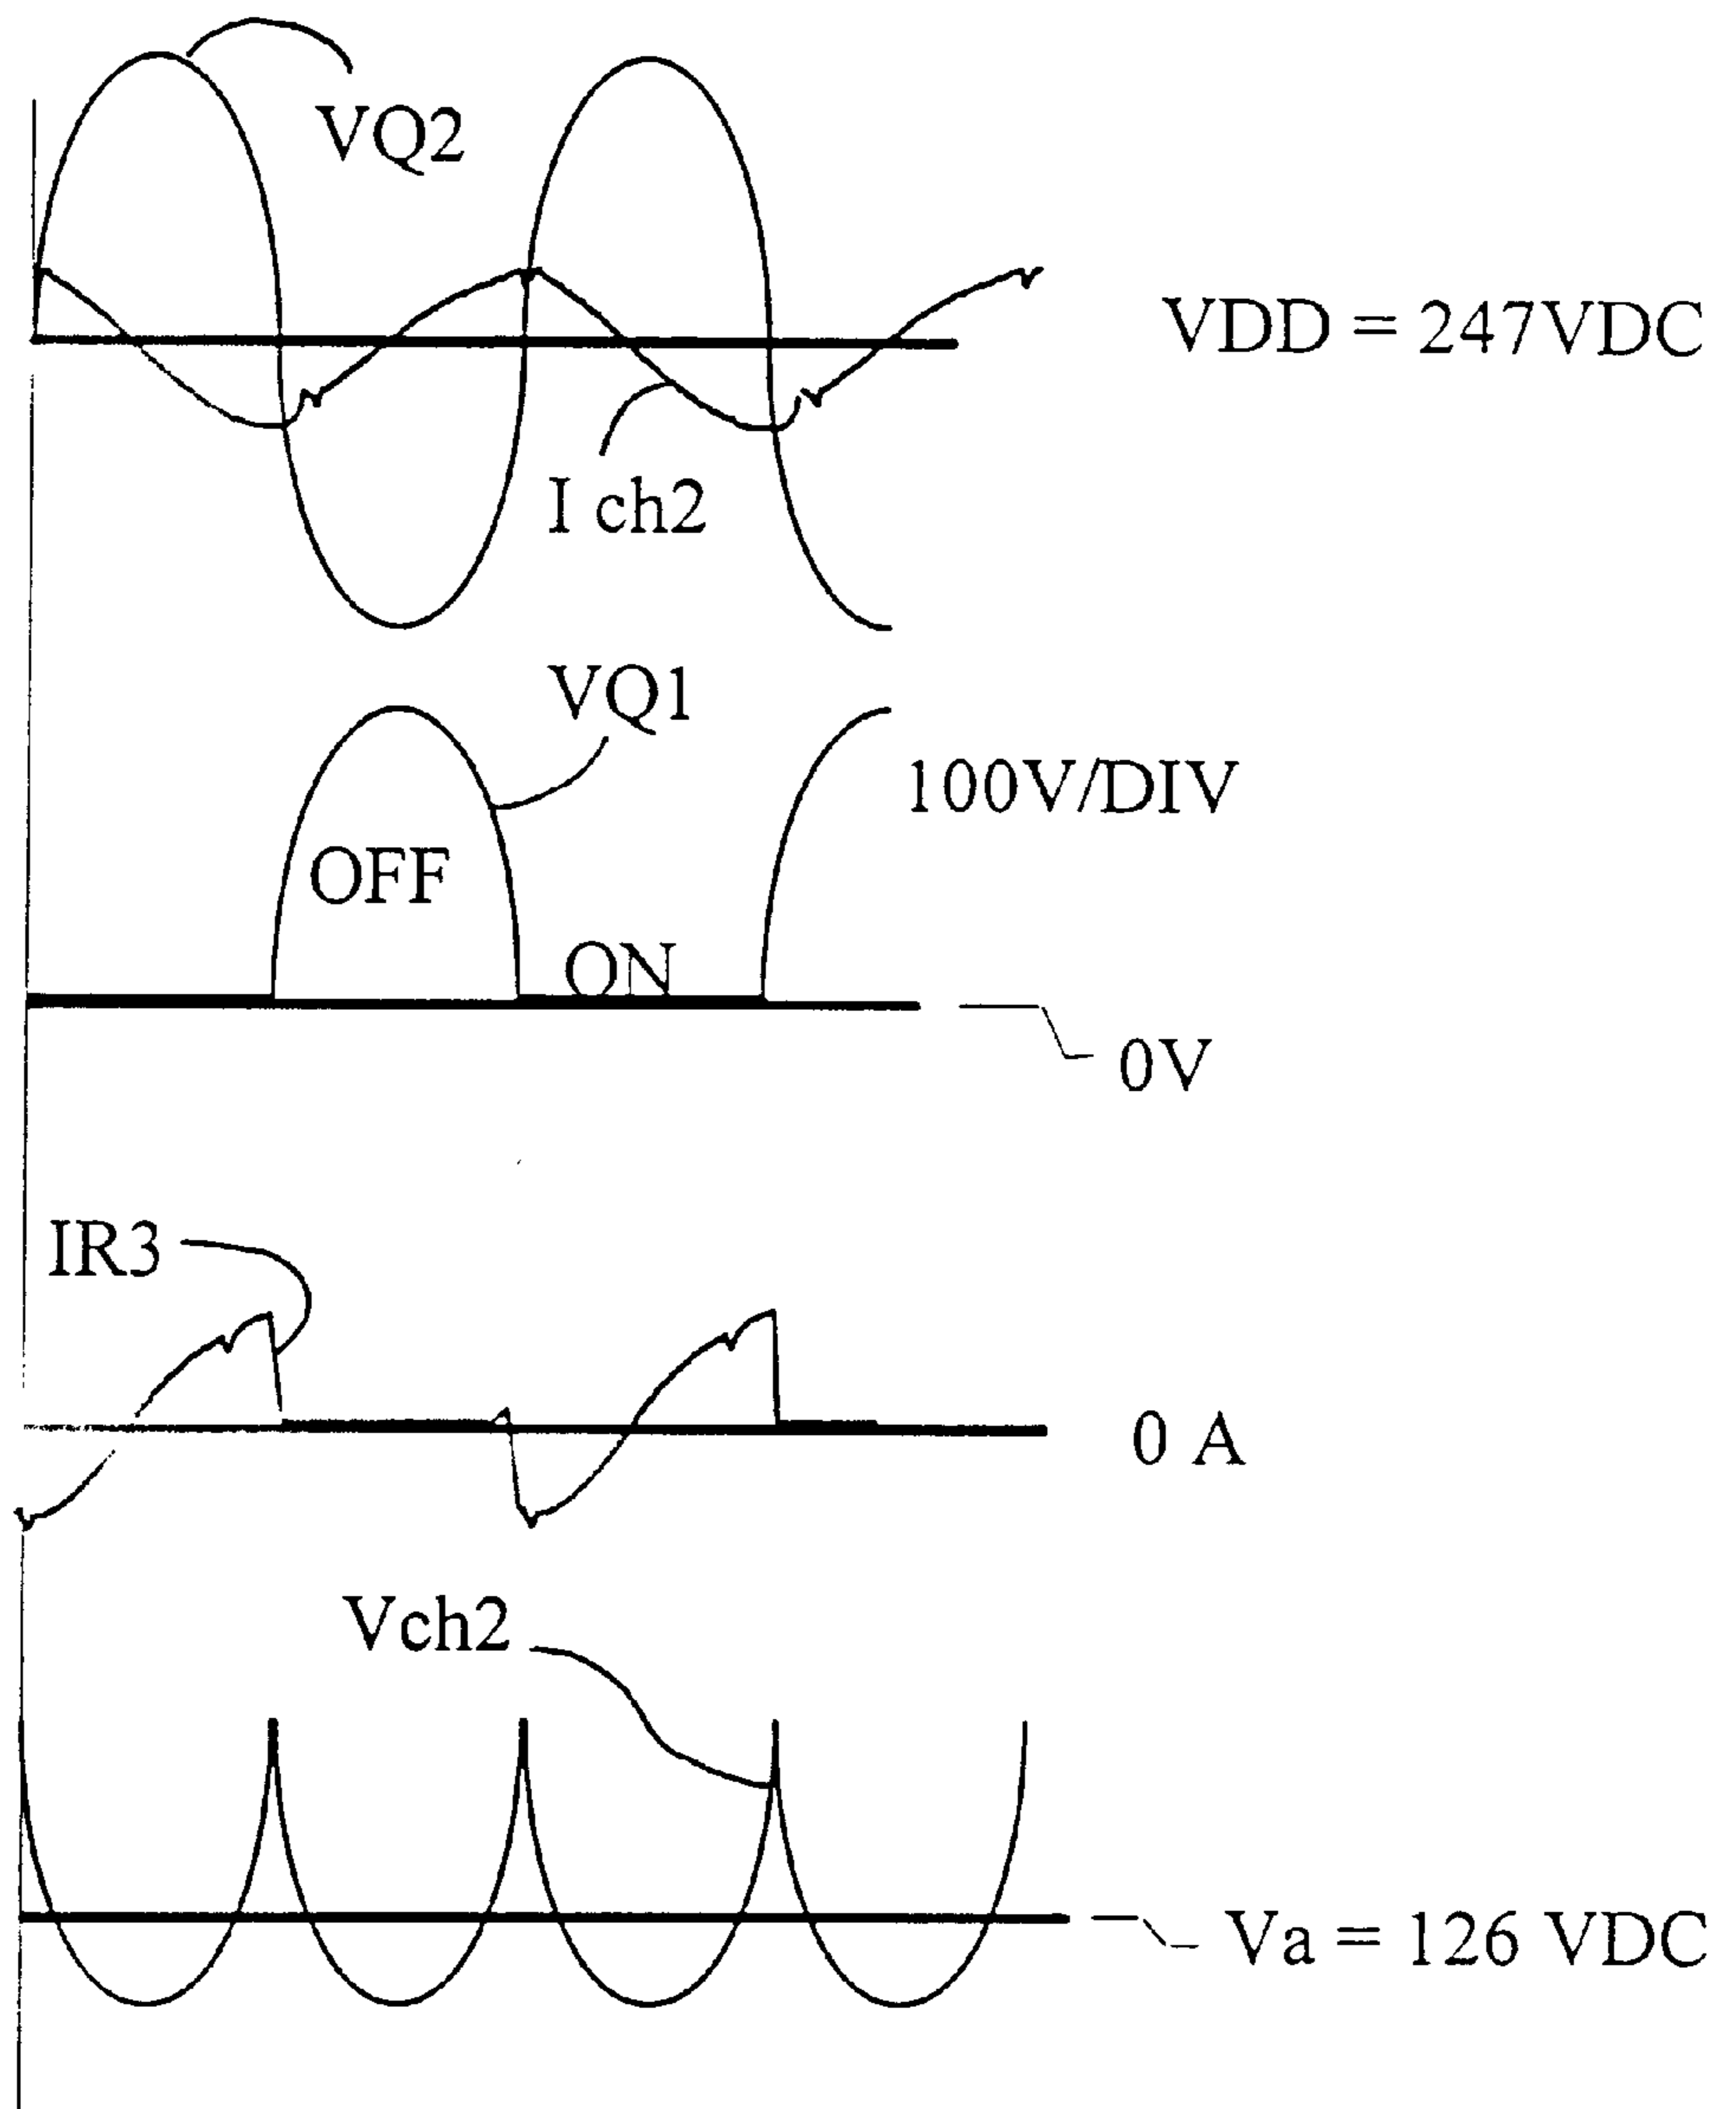 VQ2
VDD = 247VDC
I ch2
VQ1
100V/DIV
OFF
ON
0V
IR3
0 A
Vch2
Va = 126 VDC